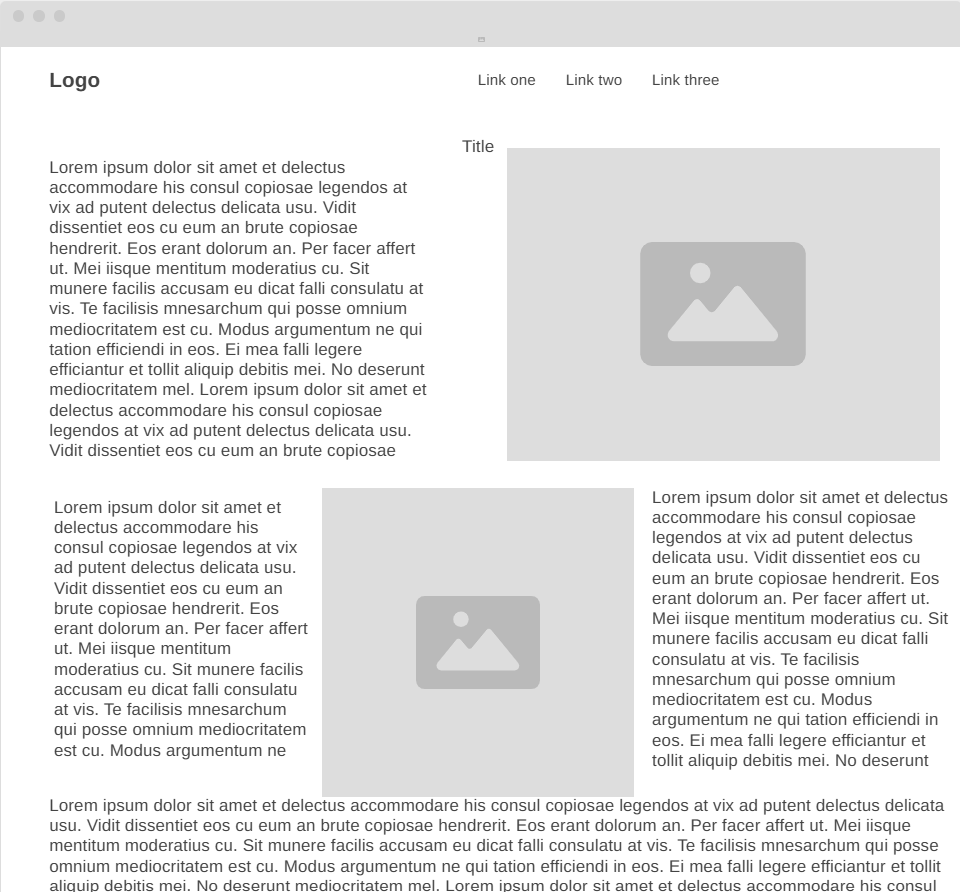 Logo
Link one
Link two
Link three
Title
Lorem ipsum dolor sit amet et delectus
accommodare his consul copiosae legendos at
vix ad putent delectus delicata usu. Vidit
dissentiet eos cu eum an brute copiosae
hendrerit. Eos erant dolorum an. Per facer affert
ut. Mei iisque mentitum moderatius cu. Sit
munere facilis accusam eu dicat falli consulatu at
vis. Te facilisis mnesarchum qui posse omnium
mediocritatem est cu. Modus argumentum ne qui
tation efficiendi in eos. Ei mea falli legere
efficiantur et tollit aliquip debitis mei. No deserunt
mediocritatem mel. Lorem ipsum dolor sit amet et
delectus accommodare his consul copiosae
legendos at vix ad putent delectus delicata usu.
Vidit dissentiet eos cu eum an brute copiosae
Lorem ipsum dolor sit amet et
delectus accommodare his
consul copiosae legendos at vix
ad putent delectus delicata usu.
Vidit dissentiet eos cu eum an
brute copiosae hendrerit. Eos
erant dolorum an. Per facer affert
ut. Mei iisque mentitum
moderatius cu. Sit munere facilis
accusam eu dicat falli consulatu
at vis. Te facilisis mnesarchum
qui posse omnium mediocritatem
est cu. Modus argumentum ne
Lorem ipsum dolor sit amet et delectus
accommodare his consul copiosae
legendos at vix ad putent delectus
delicata usu. Vidit dissentiet eos cu
eum an brute copiosae hendrerit. Eos
erant dolorum an. Per facer affert ut.
Mei iisque mentitum moderatius cu. Sit
munere facilis accusam eu dicat falli
consulatu at vis. Te facilisis
mnesarchum qui posse omnium
mediocritatem est cu. Modus
argumentum ne qui tation efficiendi in
eos. Ei mea falli legere efficiantur et
tollit aliquip debitis mei. No deserunt
Lorem ipsum dolor sit amet et delectus accommodare his consul copiosae legendos at vix ad putent delectus delicata
usu. Vidit dissentiet eos cu eum an brute copiosae hendrerit. Eos erant dolorum an. Per facer affert ut. Mei iisque
mentitum moderatius cu. Sit munere facilis accusam eu dicat falli consulatu at vis. Te facilisis mnesarchum qui posse
omnium mediocritatem est cu. Modus argumentum ne qui tation efficiendi in eos. Ei mea falli legere efficiantur et tollit
aliquip debitis mei. No deserunt mediocritatem mel. Lorem ipsum dolor sit amet et delectus accommodare his consul